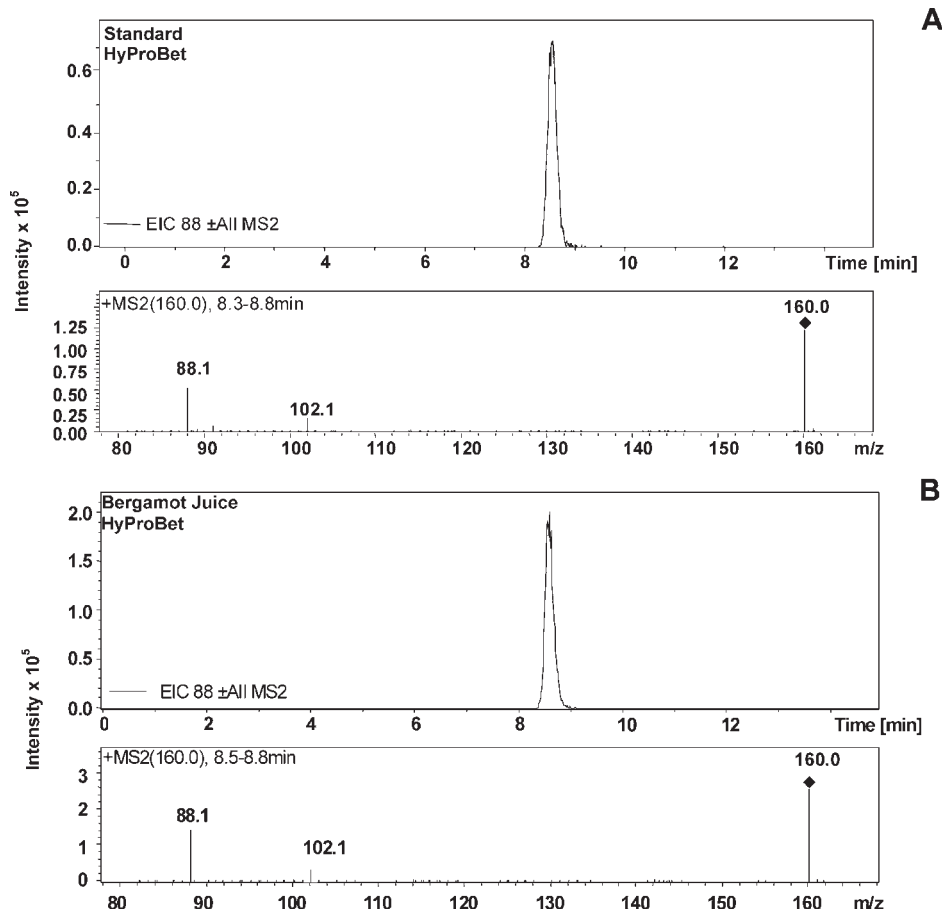 A
Standard
HyProBet
0.6
0.4
0.2
0.0
EIC 88 ±All MS2
0 2 4 6 8 10 12 Time [min]
Intensity x 10⁵
+MS2(160.0), 8.3-8.8min
160.0
1.25
1.00
0.75
0.50
0.25
0.00
88.1
102.1
80 90 100 110 120 130 140 150 160 m/z
B
Bergamot Juice
HyProBet
2.0
1.5
1.0
0.5
0.0
EIC 88 ±All MS2
0 2 4 6 8 10 12 Time [min]
Intensity x 10⁵
+MS2(160.0), 8.5-8.8min
160.0
3
2
1
0
88.1
102.1
80 90 100 110 120 130 140 150 160 m/z